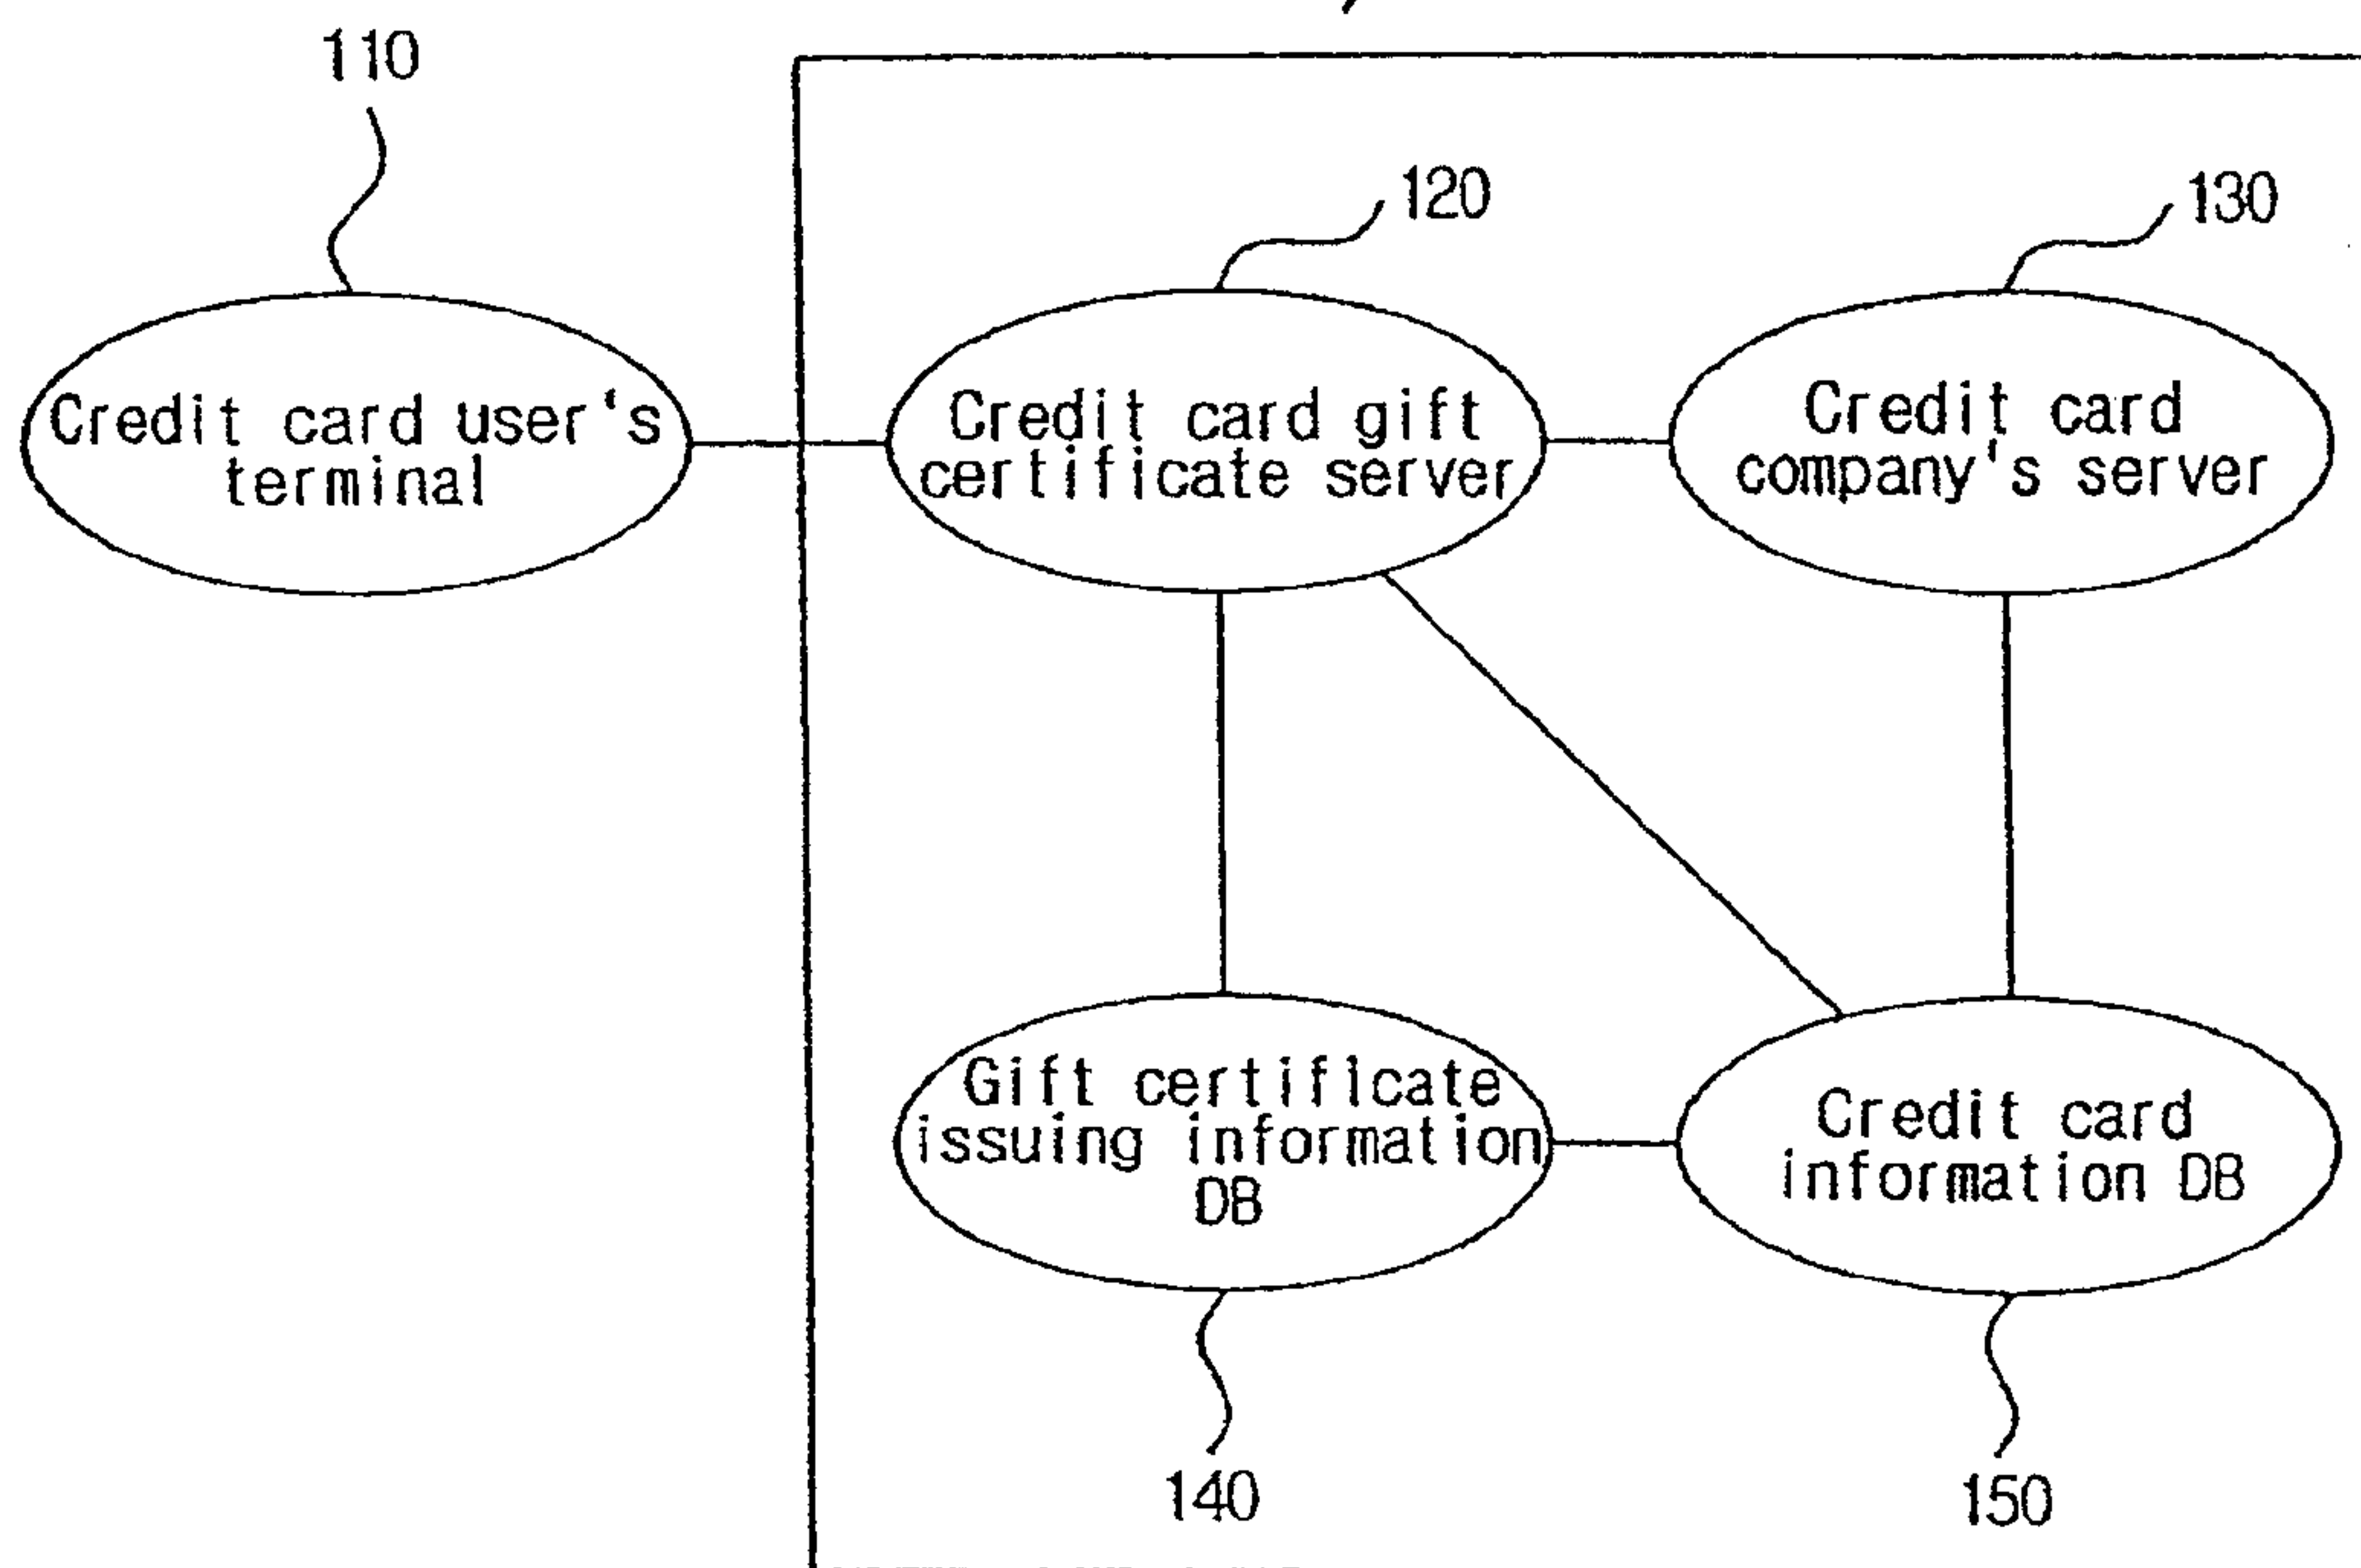 110
120
130
Credit card user's
terminal
Credit card gift
certificate server
Credit card
company's server
Gift certificate
issuing information
DB
Credit card
information DB
140
150